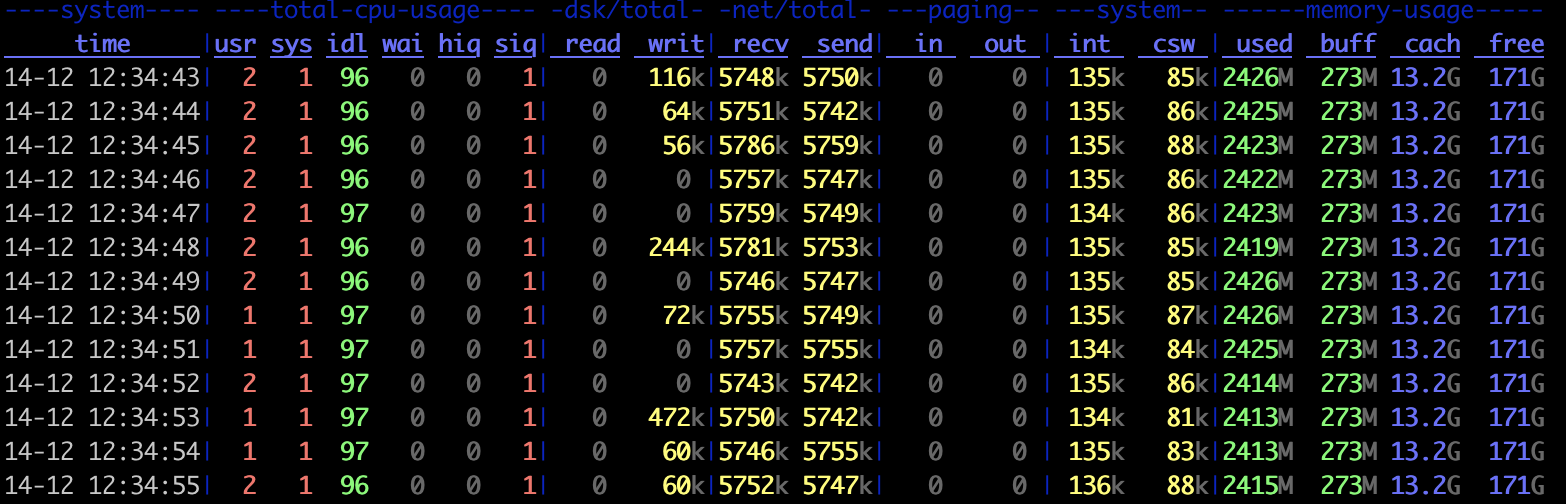 ----system---- ----total-cpu-usage---- -dsk/total- -net/total- ---paging-- ---system-- ------memory-usage-----
     time     |usr sys idl wai hiq siq| read  writ| recv  send|  in   out | int   csw | used  buff  cach  free
14-12 12:34:43|  2   1  96   0   0   1|   0   116k|5748k 5750k|   0     0 | 135k   85k|2426M  273M 13.2G  171G
14-12 12:34:44|  2   1  96   0   0   1|   0    64k|5751k 5742k|   0     0 | 135k   86k|2425M  273M 13.2G  171G
14-12 12:34:45|  2   1  96   0   0   1|   0    56k|5786k 5759k|   0     0 | 135k   88k|2423M  273M 13.2G  171G
14-12 12:34:46|  2   1  96   0   0   1|   0     0 |5757k 5747k|   0     0 | 135k   86k|2422M  273M 13.2G  171G
14-12 12:34:47|  2   1  97   0   0   1|   0     0 |5759k 5749k|   0     0 | 134k   86k|2423M  273M 13.2G  171G
14-12 12:34:48|  2   1  96   0   0   1|   0   244k|5781k 5753k|   0     0 | 135k   85k|2419M  273M 13.2G  171G
14-12 12:34:49|  2   1  96   0   0   1|   0     0 |5746k 5747k|   0     0 | 135k   85k|2426M  273M 13.2G  171G
14-12 12:34:50|  1   1  97   0   0   1|   0    72k|5755k 5749k|   0     0 | 135k   87k|2426M  273M 13.2G  171G
14-12 12:34:51|  1   1  97   0   0   1|   0     0 |5757k 5755k|   0     0 | 134k   84k|2425M  273M 13.2G  171G
14-12 12:34:52|  2   1  97   0   0   1|   0     0 |5743k 5742k|   0     0 | 135k   86k|2414M  273M 13.2G  171G
14-12 12:34:53|  1   1  97   0   0   1|   0   472k|5750k 5742k|   0     0 | 134k   81k|2413M  273M 13.2G  171G
14-12 12:34:54|  1   1  97   0   0   1|   0    60k|5746k 5755k|   0     0 | 135k   83k|2413M  273M 13.2G  171G
14-12 12:34:55|  2   1  96   0   0   1|   0    60k|5752k 5747k|   0     0 | 136k   88k|2415M  273M 13.2G  171G